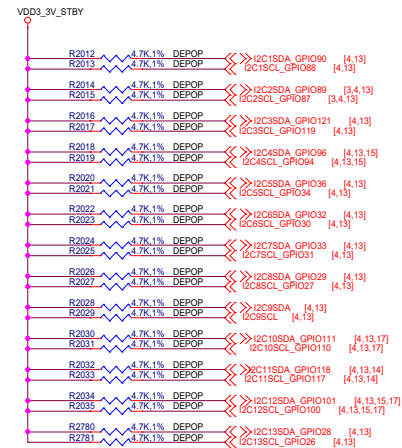 VDD3_3V_STBY
R2012 4.7K,1% DEPOP I2C1SDA_GPIO90 [4,13]
R2013 4.7K,1% DEPOP I2C1SCL_GPIO88 [4,13]
R2014 4.7K,1% DEPOP I2C2SDA_GPIO89 [3,4,13]
R2015 4.7K,1% DEPOP I2C2SCL_GPIO87 [3,4,13]
R2016 4.7K,1% DEPOP I2C3SDA_GPIO121 [4,13]
R2017 4.7K,1% DEPOP I2C3SCL_GPIO119 [4,13]
R2018 4.7K,1% DEPOP I2C4SDA_GPIO96 [4,13,15]
R2019 4.7K,1% DEPOP I2C4SCL_GPIO94 [4,13,15]
R2020 4.7K,1% DEPOP I2C5SDA_GPIO36 [4,13]
R2021 4.7K,1% DEPOP I2C5SCL_GPIO34 [4,13]
R2022 4.7K,1% DEPOP I2C6SDA_GPIO32 [4,13]
R2023 4.7K,1% DEPOP I2C6SCL_GPIO30 [4,13]
R2024 4.7K,1% DEPOP I2C7SDA_GPIO33 [4,13]
R2025 4.7K,1% DEPOP I2C7SCL_GPIO31 [4,13]
R2026 4.7K,1% DEPOP I2C8SDA_GPIO29 [4,13]
R2027 4.7K,1% DEPOP I2C8SCL_GPIO27 [4,13]
R2028 4.7K,1% DEPOP I2C9SDA [4,13]
R2029 4.7K,1% DEPOP I2C9SCL [4,13]
R2030 4.7K,1% DEPOP I2C10SDA_GPIO111 [4,13,17]
R2031 4.7K,1% DEPOP I2C10SCL_GPIO110 [4,13,17]
R2032 4.7K,1% DEPOP I2C11SDA_GPIO118 [4,13,14]
R2033 4.7K,1% DEPOP I2C11SCL_GPIO117 [4,13,14]
R2034 4.7K,1% DEPOP I2C12SDA_GPIO101 [4,13,15,17]
R2035 4.7K,1% DEPOP I2C12SCL_GPIO100 [4,13,15,17]
R2780 4.7K,1% DEPOP I2C13SDA_GPIO28 [4,13]
R2781 4.7K,1% DEPOP I2C13SCL_GPIO26 [4,13]